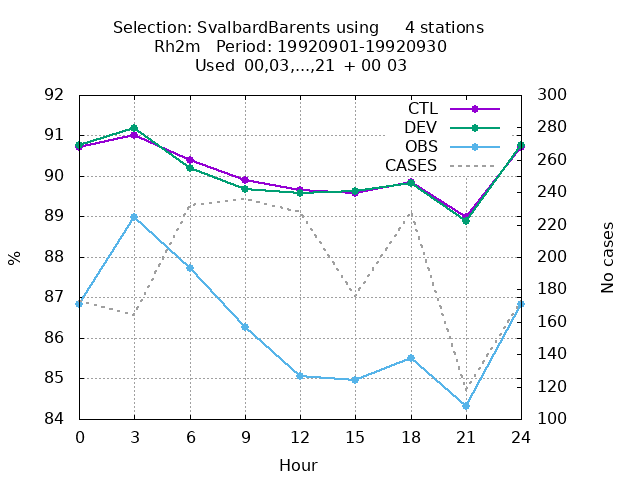 Selection: SvalbardBarents using 4 stations
Rh2m Period: 19920901-19920930
Used 00,03,...,21 + 00 03
CTL
DEV
OBS
CASES
92
91
90
89
88
87
86
85
84
%
300
280
260
240
220
200
180
160
140
120
100
No cases
0 3 6 9 12 15 18 21 24
Hour